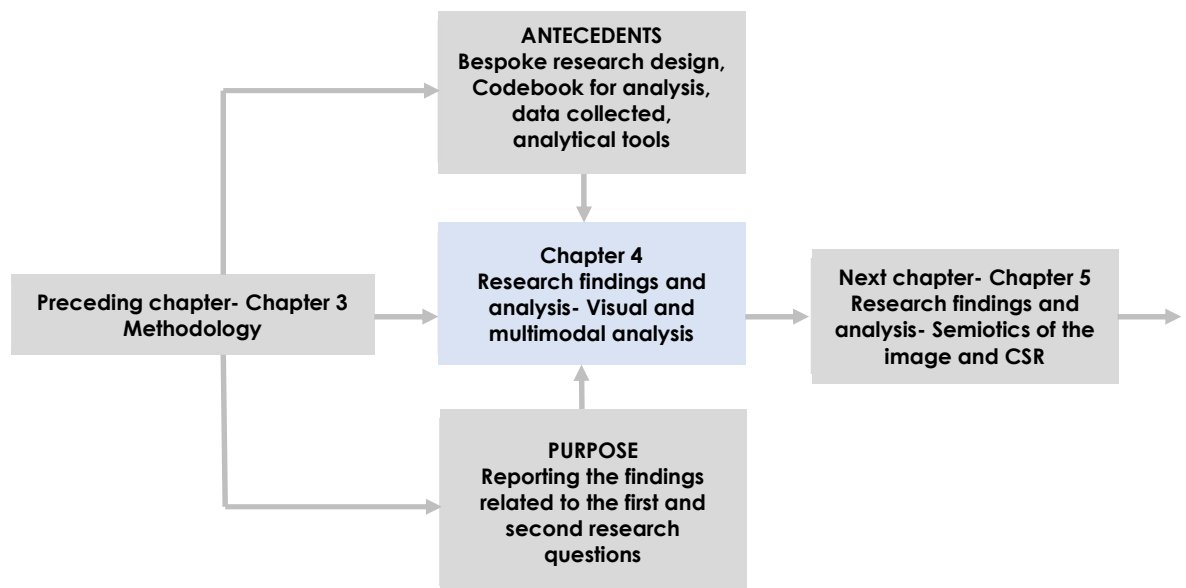 ANTECEDENTS
Bespoke research design,
Codebook for analysis,
data collected,
analytical tools
Preceding chapter- Chapter 3
Methodology
Chapter 4
Research findings and
analysis- Visual and
multimodal analysis
Next chapter- Chapter 5
Research findings and
analysis- Semiotics of the
image and CSR
PURPOSE
Reporting the findings
related to the first and
second research
questions